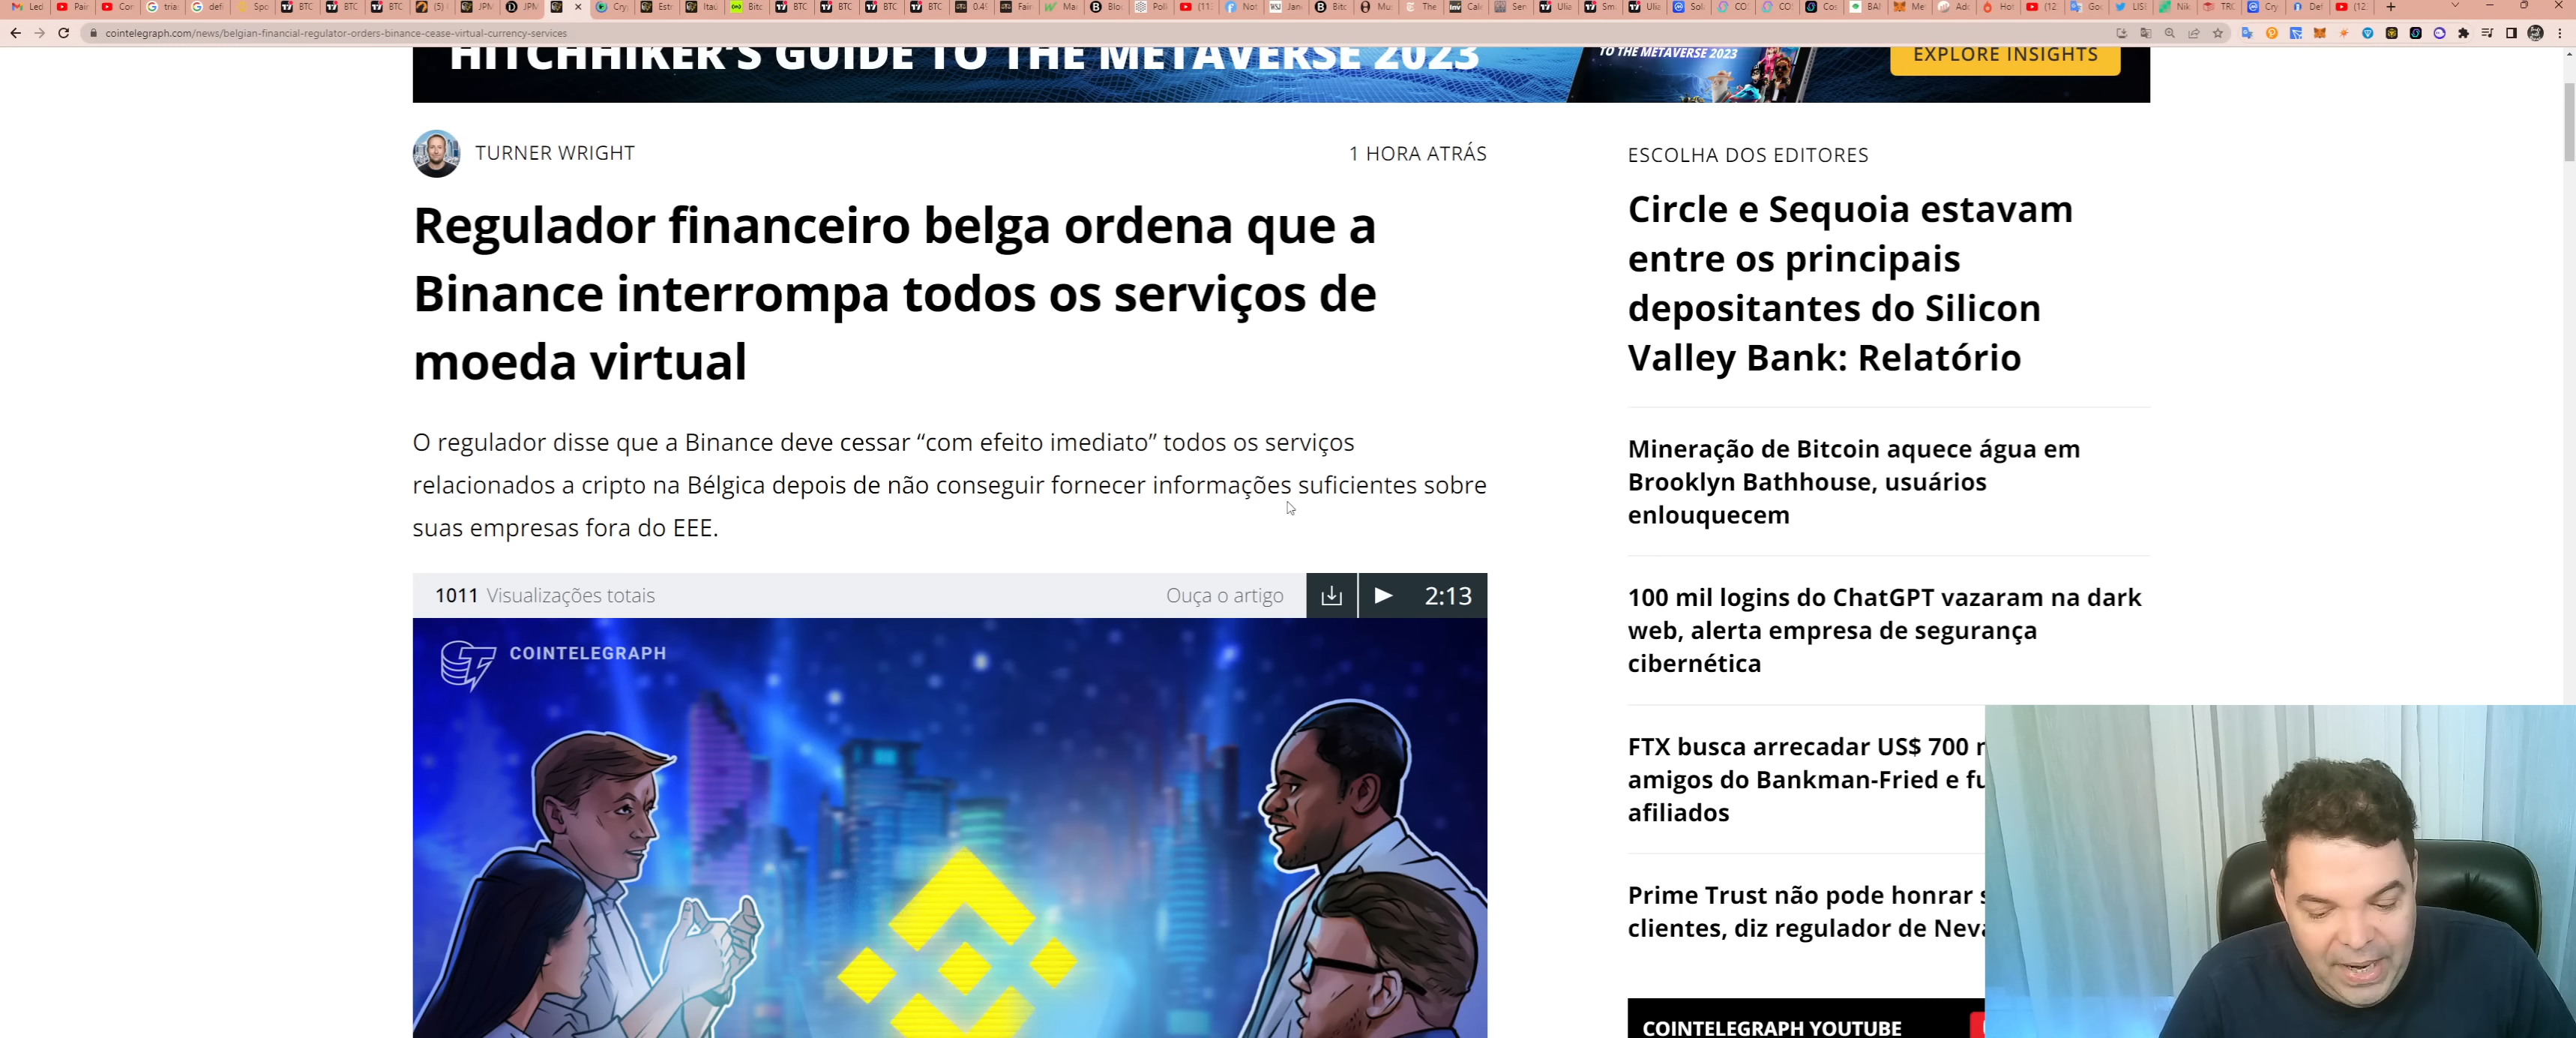 cointelegraph.com/news/belgian-financial-regulator-orders-binance-cease-virtual-currency-services
HITCHHIKER'S GUIDE TO THE METAVERSE 2023
TO THE METAVERSE 2023
EXPLORE INSIGHTS
TURNER WRIGHT
1 HORA ATRÁS
Regulador financeiro belga ordena que a
Binance interrompa todos os serviços de
moeda virtual
O regulador disse que a Binance deve cessar “com efeito imediato” todos os serviços
relacionados a cripto na Bélgica depois de não conseguir fornecer informações suficientes sobre
suas empresas fora do EEE.
1011 Visualizações totais
Ouça o artigo
2:13
COINTELEGRAPH
ESCOLHA DOS EDITORES
Circle e Sequoia estavam
entre os principais
depositantes do Silicon
Valley Bank: Relatório
Mineração de Bitcoin aquece água em
Brooklyn Bathhouse, usuários
enlouquecem
100 mil logins do ChatGPT vazaram na dark
web, alerta empresa de segurança
cibernética
FTX busca arrecadar US$ 700
amigos do Bankman-Fried e
afiliados
Prime Trust não pode honrar
clientes, diz regulador de
COINTELEGRAPH YOUTUBE